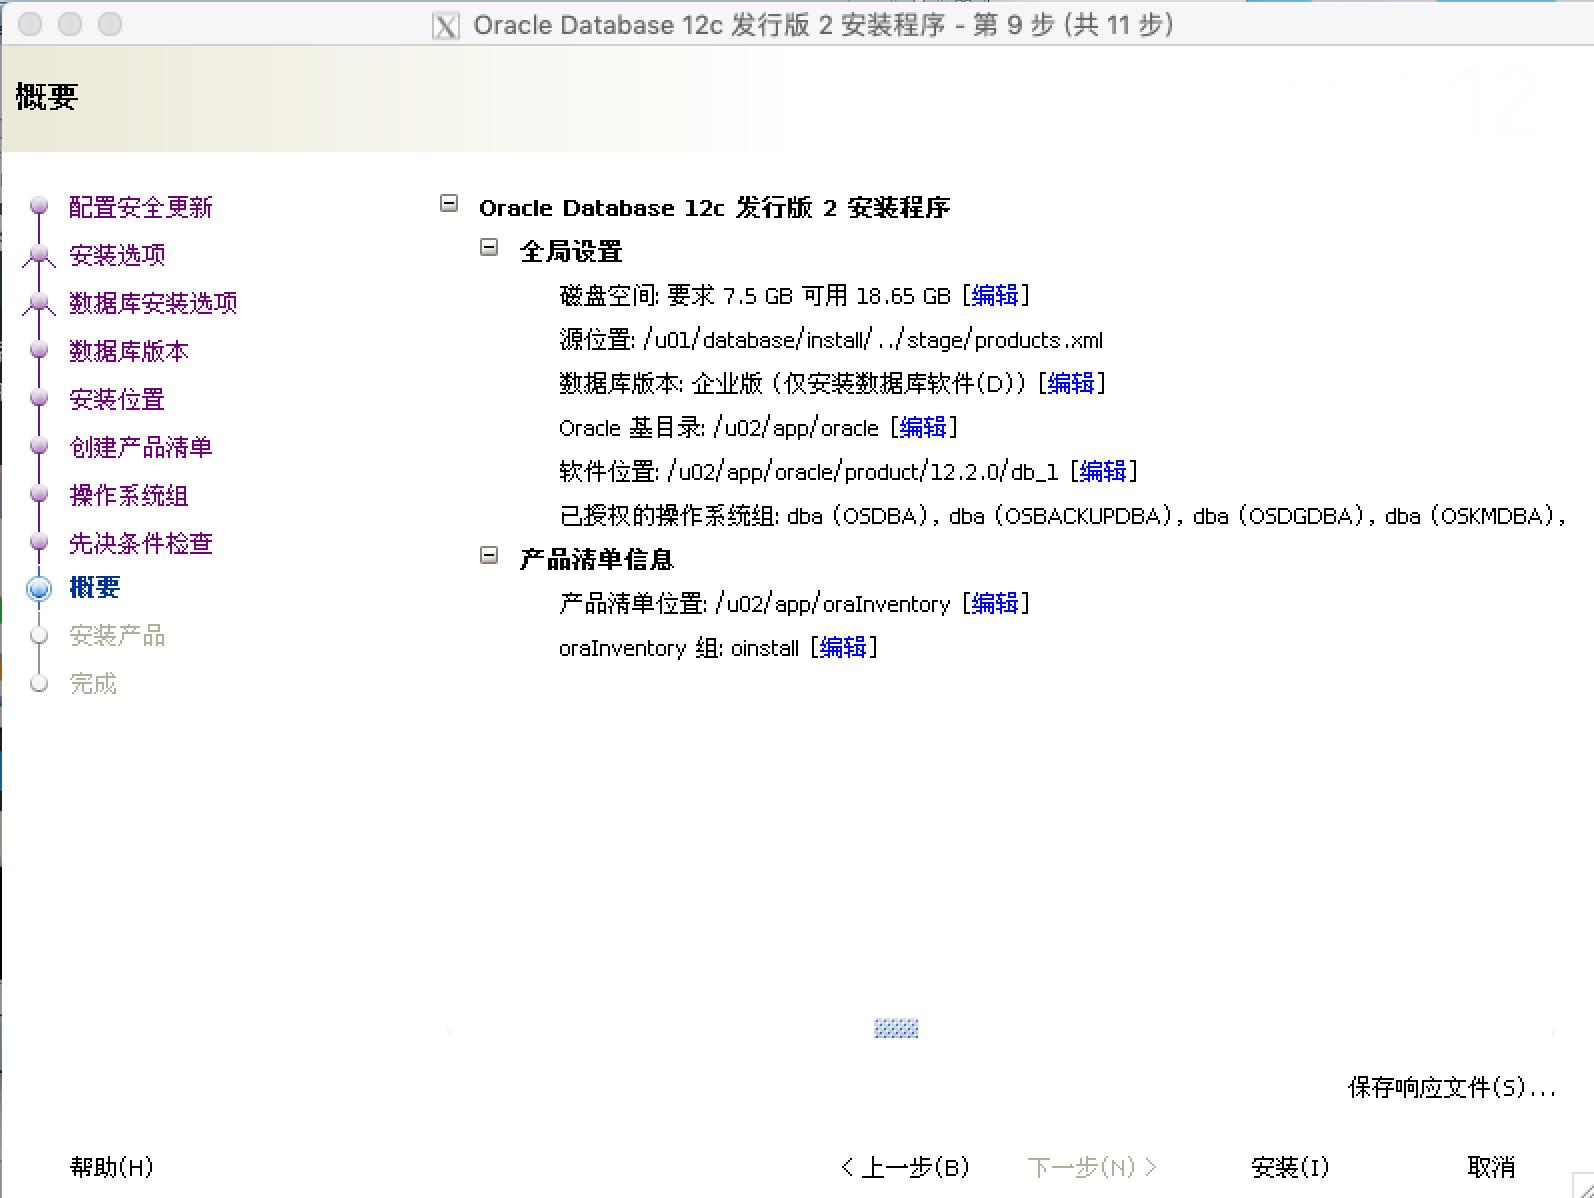 Oracle Database 12c 发行版 2 安装程序 - 第 9 步 (共 11 步)
概要
配置安全更新
安装选项
数据库安装选项
数据库版本
安装位置
创建产品清单
操作系统组
先决条件检查
概要
安装产品
完成
Oracle Database 12c 发行版 2 安装程序
全局设置
磁盘空间: 要求 7.5 GB 可用 18.65 GB [编辑]
源位置: /u01/database/install/../stage/products.xml
数据库版本: 企业版 (仅安装数据库软件(D)) [编辑]
Oracle 基目录: /u02/app/oracle [编辑]
软件位置: /u02/app/oracle/product/12.2.0/db_1 [编辑]
已授权的操作系统组: dba (OSDBA), dba (OSBACKUPDBA), dba (OSDGDBA), dba (OSKMDBA),
产品清单信息
产品清单位置: /u02/app/oraInventory [编辑]
oraInventory 组: oinstall [编辑]
保存响应文件(S)...
帮助(H)
< 上一步(B)
下一步(N) >
安装(I)
取消